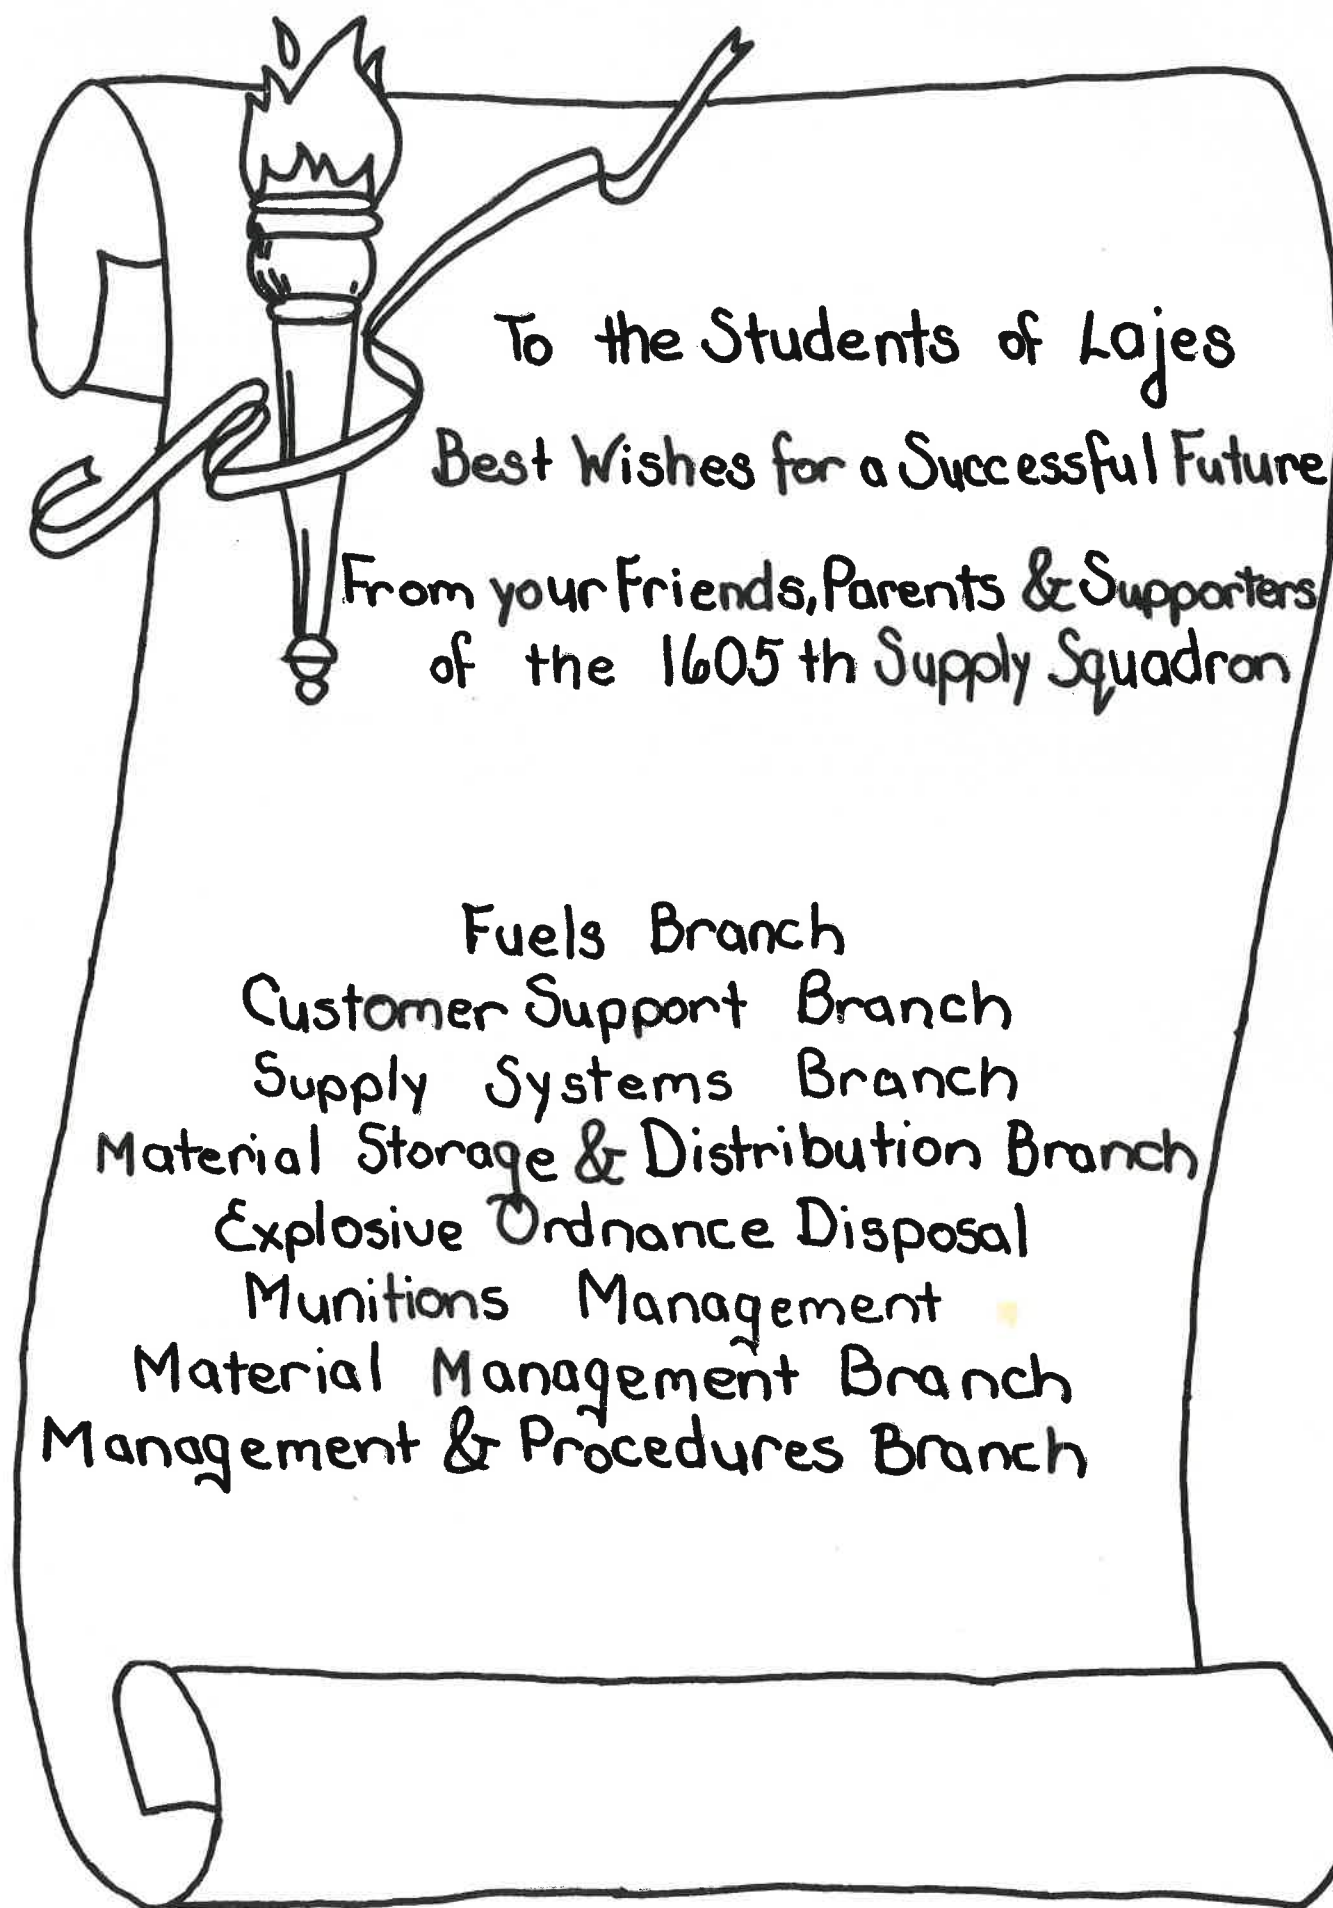 To the Students of Lajes
Best Wishes for a Successful Future
From your Friends, Parents & Supporters
of the 1605th Supply Squadron
Fuels Branch
Customer Support Branch
Supply Systems Branch
Material Storage & Distribution Branch
Explosive Ordnance Disposal
Munitions Management
Material Management Branch
Management & Procedures Branch